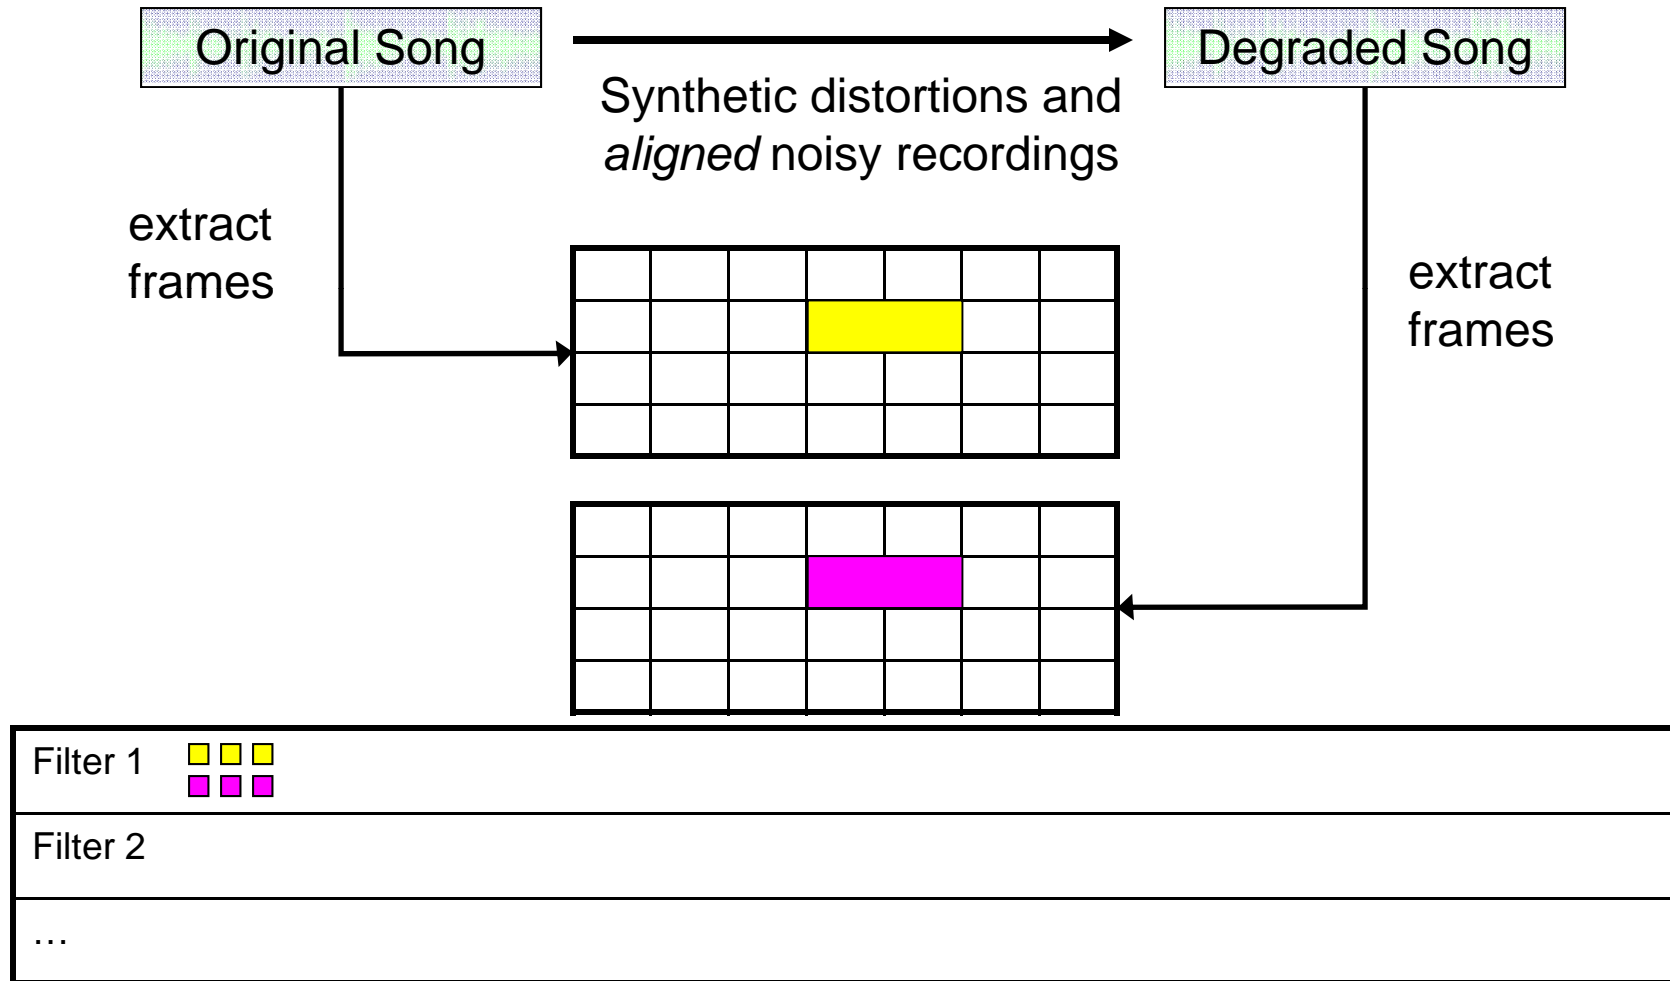 Original Song
Degraded Song
Synthetic distortions and
aligned noisy recordings
extract
frames
extract
frames
Filter 1
Filter 2
…